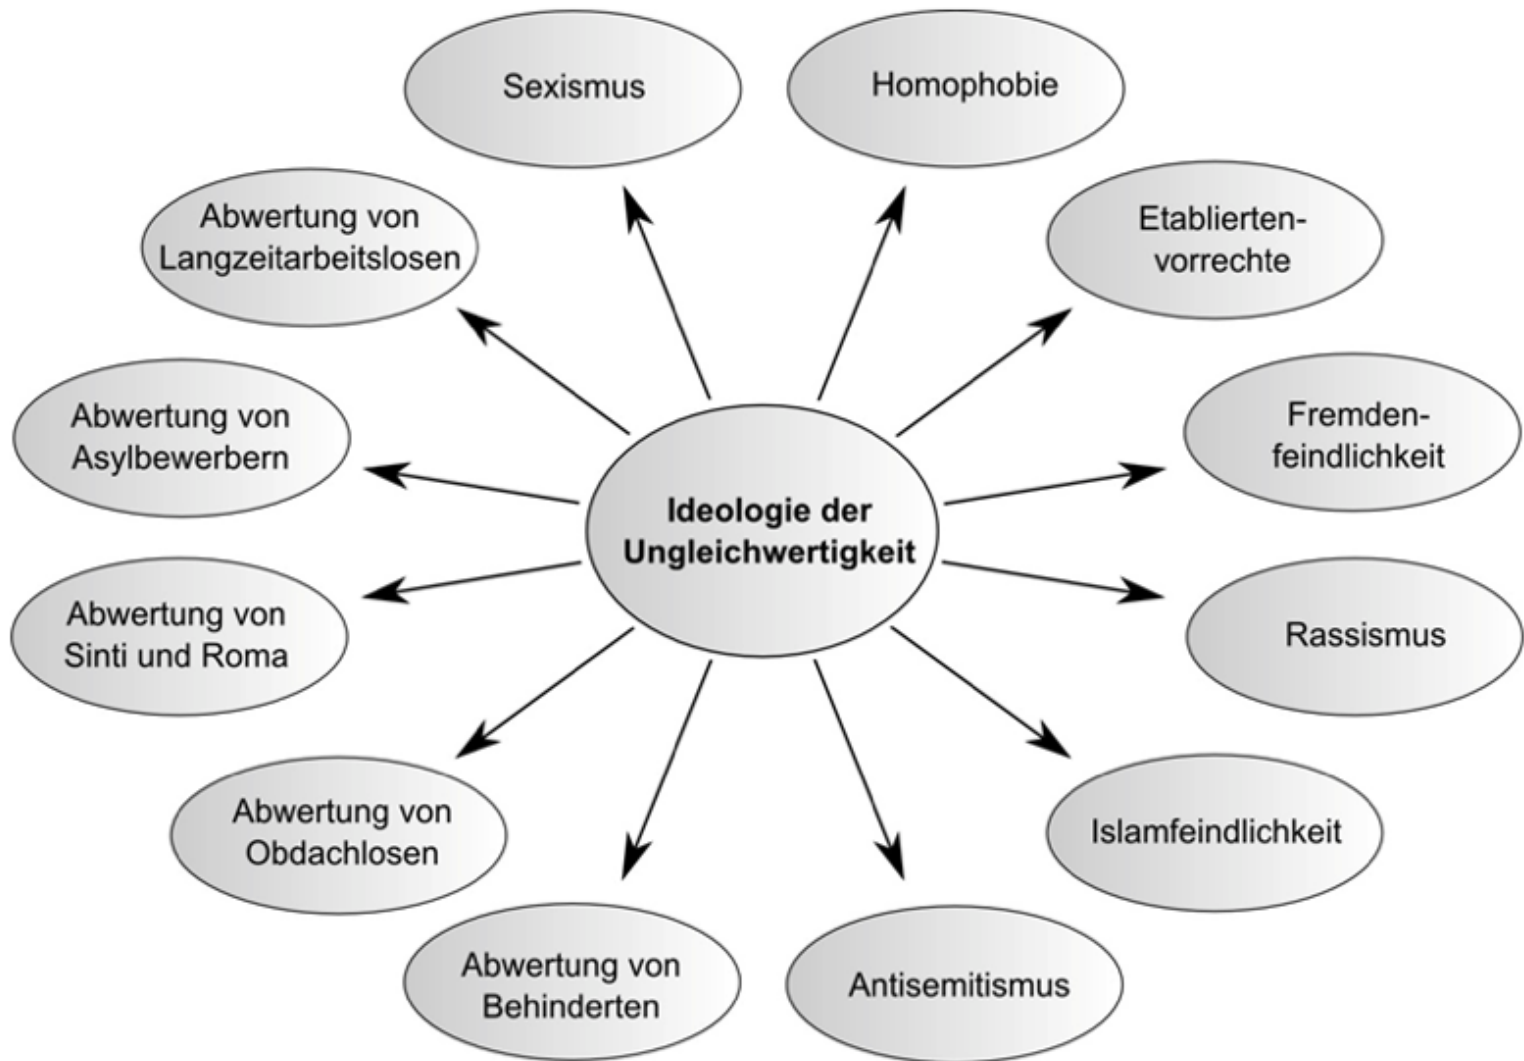 Sexismus
Homophobie
Abwertung von
Langzeitarbeitslosen
Etablierten-
vorrechte
Abwertung von
Asylbewerbern
Fremden-
feindlichkeit
Ideologie der
Ungleichwertigkeit
Abwertung von
Sinti und Roma
Rassismus
Abwertung von
Obdachlosen
Islamfeindlichkeit
Abwertung von
Behinderten
Antisemitismus